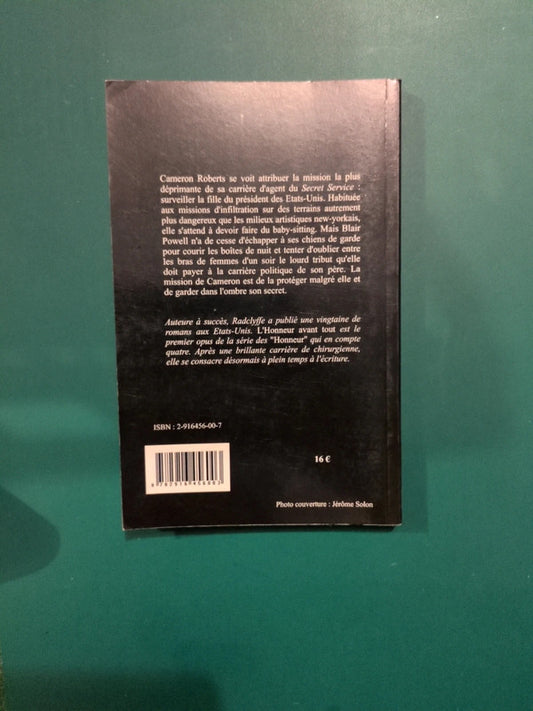 Cameron Roberts se voit attribuer la mission la plus
déprimante de sa carrière d'agent du Secret Service :
surveiller la fille du président des Etats-Unis. Habituée
aux missions d'infiltration sur des terrains autrement
plus dangereux que les milieux artistiques new-yorkais,
elle s'attend à devoir faire du baby-sitting. Mais Blair
Powell n'a de cesse d'échapper à ses chiens de garde
pour courir les boîtes de nuit et tenter d'oublier entre
les bras de femmes d'un soir le lourd tribut qu'elle
doit payer à la carrière politique de son père. La
mission de Cameron est de la protéger malgré elle et
de garder dans l'ombre son secret.
Auteure à succès, Radclyffe a publié une vingtaine de
romans aux Etats-Unis. L'Honneur avant tout est le
premier opus de la série des "Honneur" qui en compte
quatre. Après une brillante carrière de chirurgienne,
elle se consacre désormais à plein temps à l'écriture.
ISBN : 2-916456-00-7
16 €
9 782916 456003
Photo couverture : Jérôme Solon